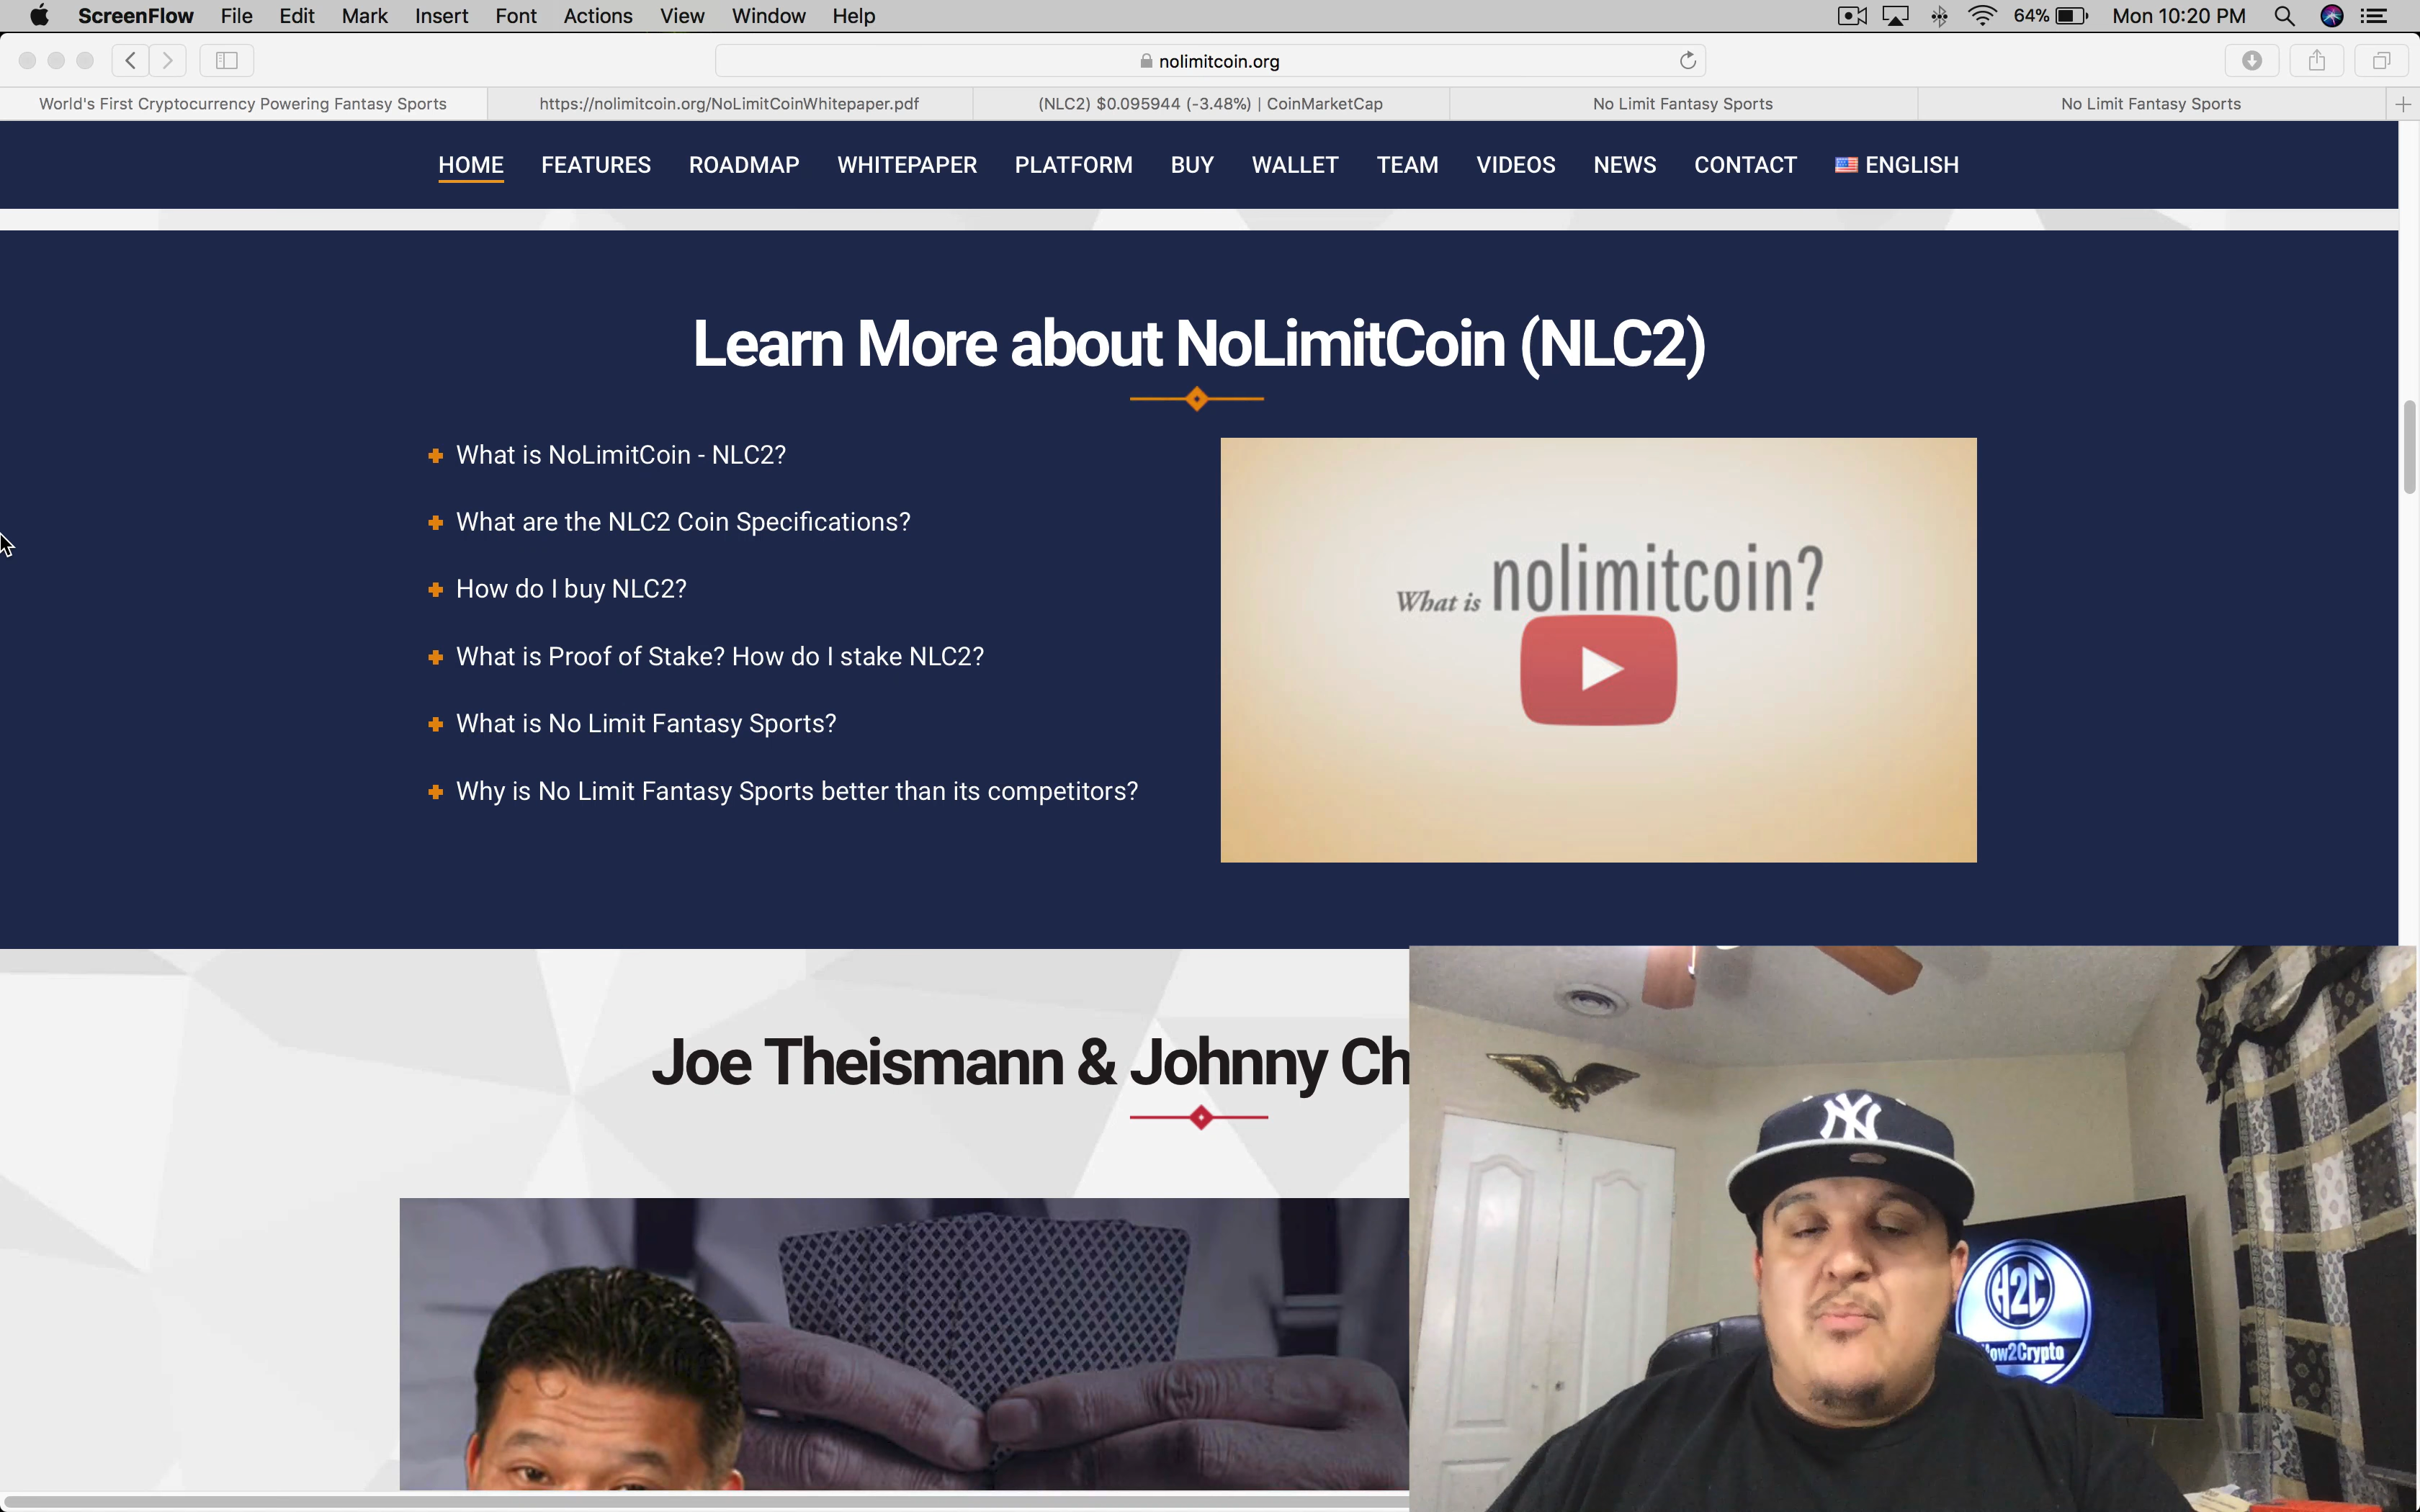 ScreenFlow File Edit Mark Insert Font Actions View Window Help 64% Mon 10:20 PM
nolimitcoin.org
World's First Cryptocurrency Powering Fantasy Sports https://nolimitcoin.org/NoLimitCoinWhitepaper.pdf (NLC2) $0.095944 (-3.48%) | CoinMarketCap No Limit Fantasy Sports No Limit Fantasy Sports
HOME FEATURES ROADMAP WHITEPAPER PLATFORM BUY WALLET TEAM VIDEOS NEWS CONTACT ENGLISH
Learn More about NoLimitCoin (NLC2)
What is NoLimitCoin - NLC2?
What are the NLC2 Coin Specifications?
How do I buy NLC2?
What is Proof of Stake? How do I stake NLC2?
What is No Limit Fantasy Sports?
Why is No Limit Fantasy Sports better than its competitors?
What is nolimitcoin?
Joe Theismann & Johnny Ch
NY
H2C
ow2Crypto